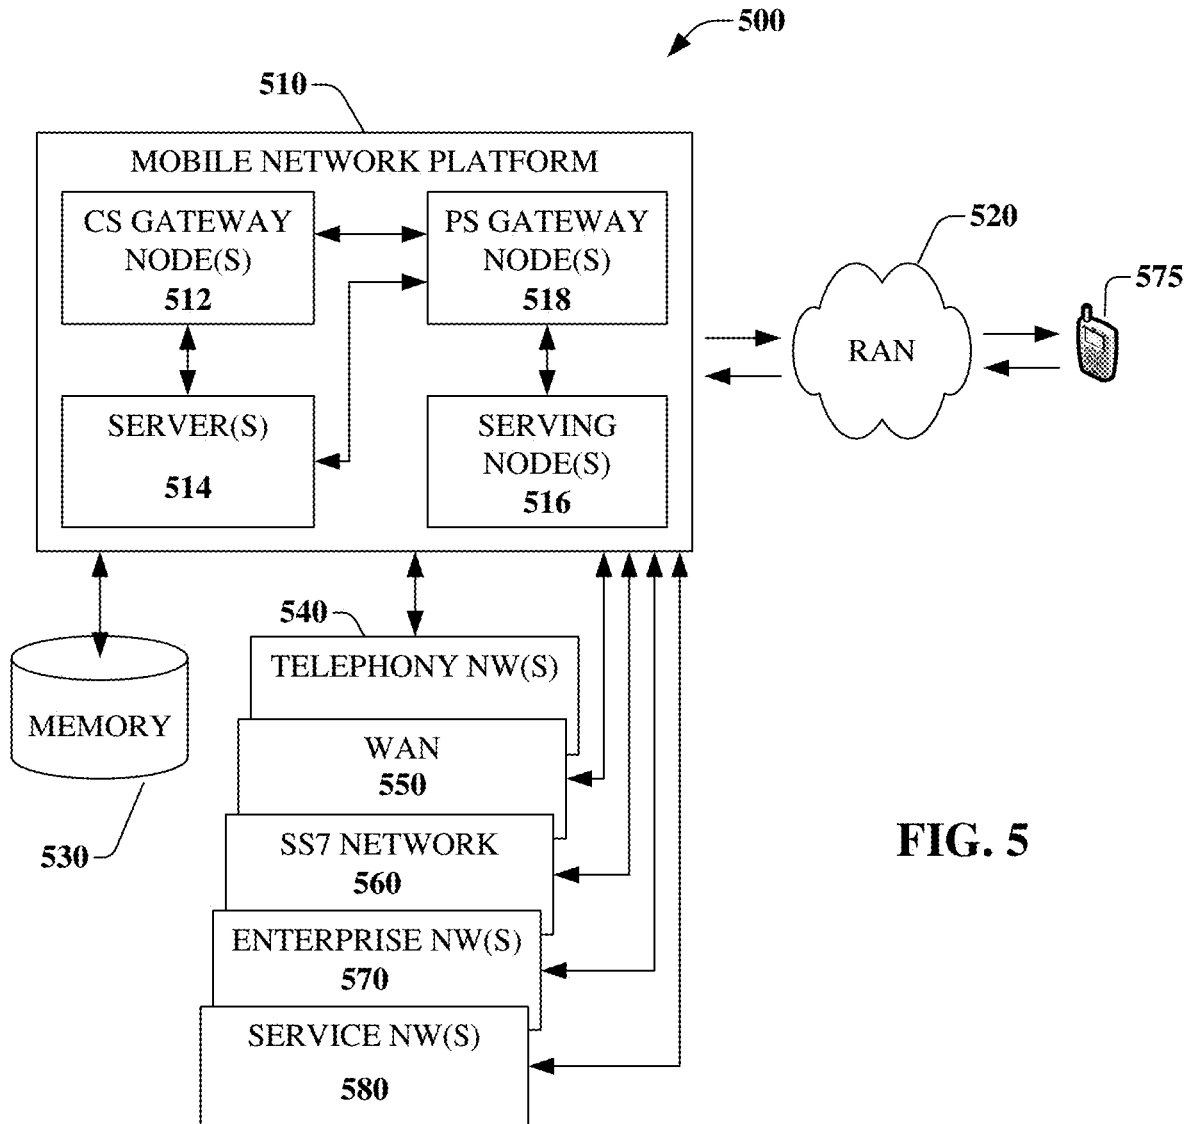 500
510
MOBILE NETWORK PLATFORM
CS GATEWAY
NODE(S)
512
PS GATEWAY
NODE(S)
518
SERVER(S)
514
SERVING
NODE(S)
516
520
RAN
575
MEMORY
530
540
TELEPHONY NW(S)
WAN
550
SS7 NETWORK
560
ENTERPRISE NW(S)
570
SERVICE NW(S)
580
FIG. 5